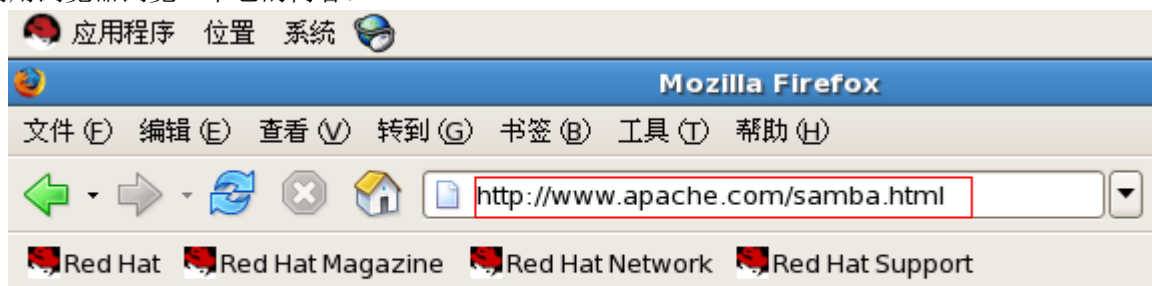 应用程序 位置 系统
Mozilla Firefox
文件(F) 编辑(E) 查看(V) 转到(G) 书签(B) 工具(T) 帮助(H)
http://www.apache.com/samba.html
Red Hat Red Hat Magazine Red Hat Network Red Hat Support